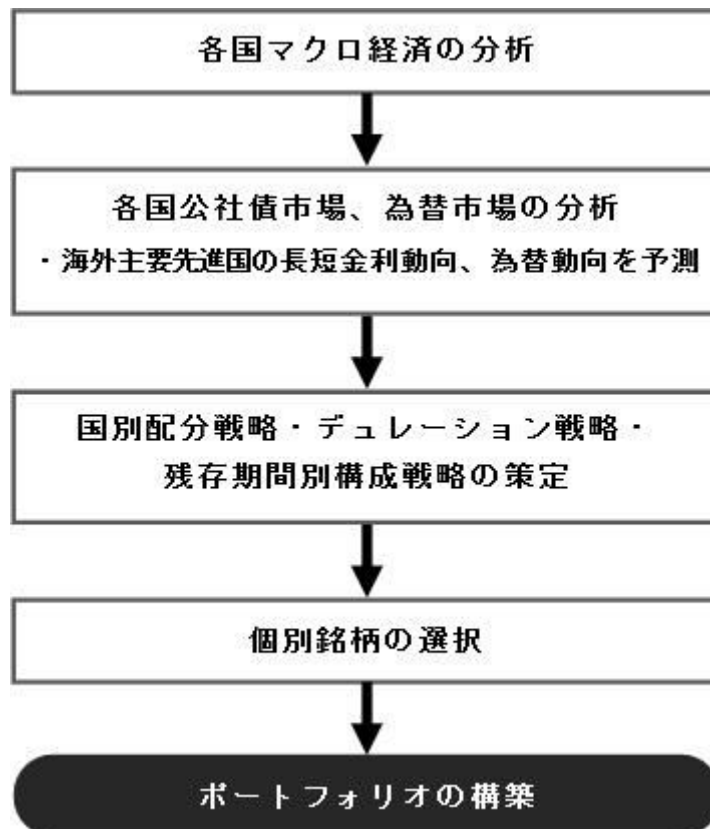 各国マクロ経済の分析
各国公社債市場、為替市場の分析
・海外主要先進国の長短金利動向、為替動向を予測
国別配分戦略・デュレーション戦略・
残存期間別構成戦略の策定
個別銘柄の選択
ポートフォリオの構築